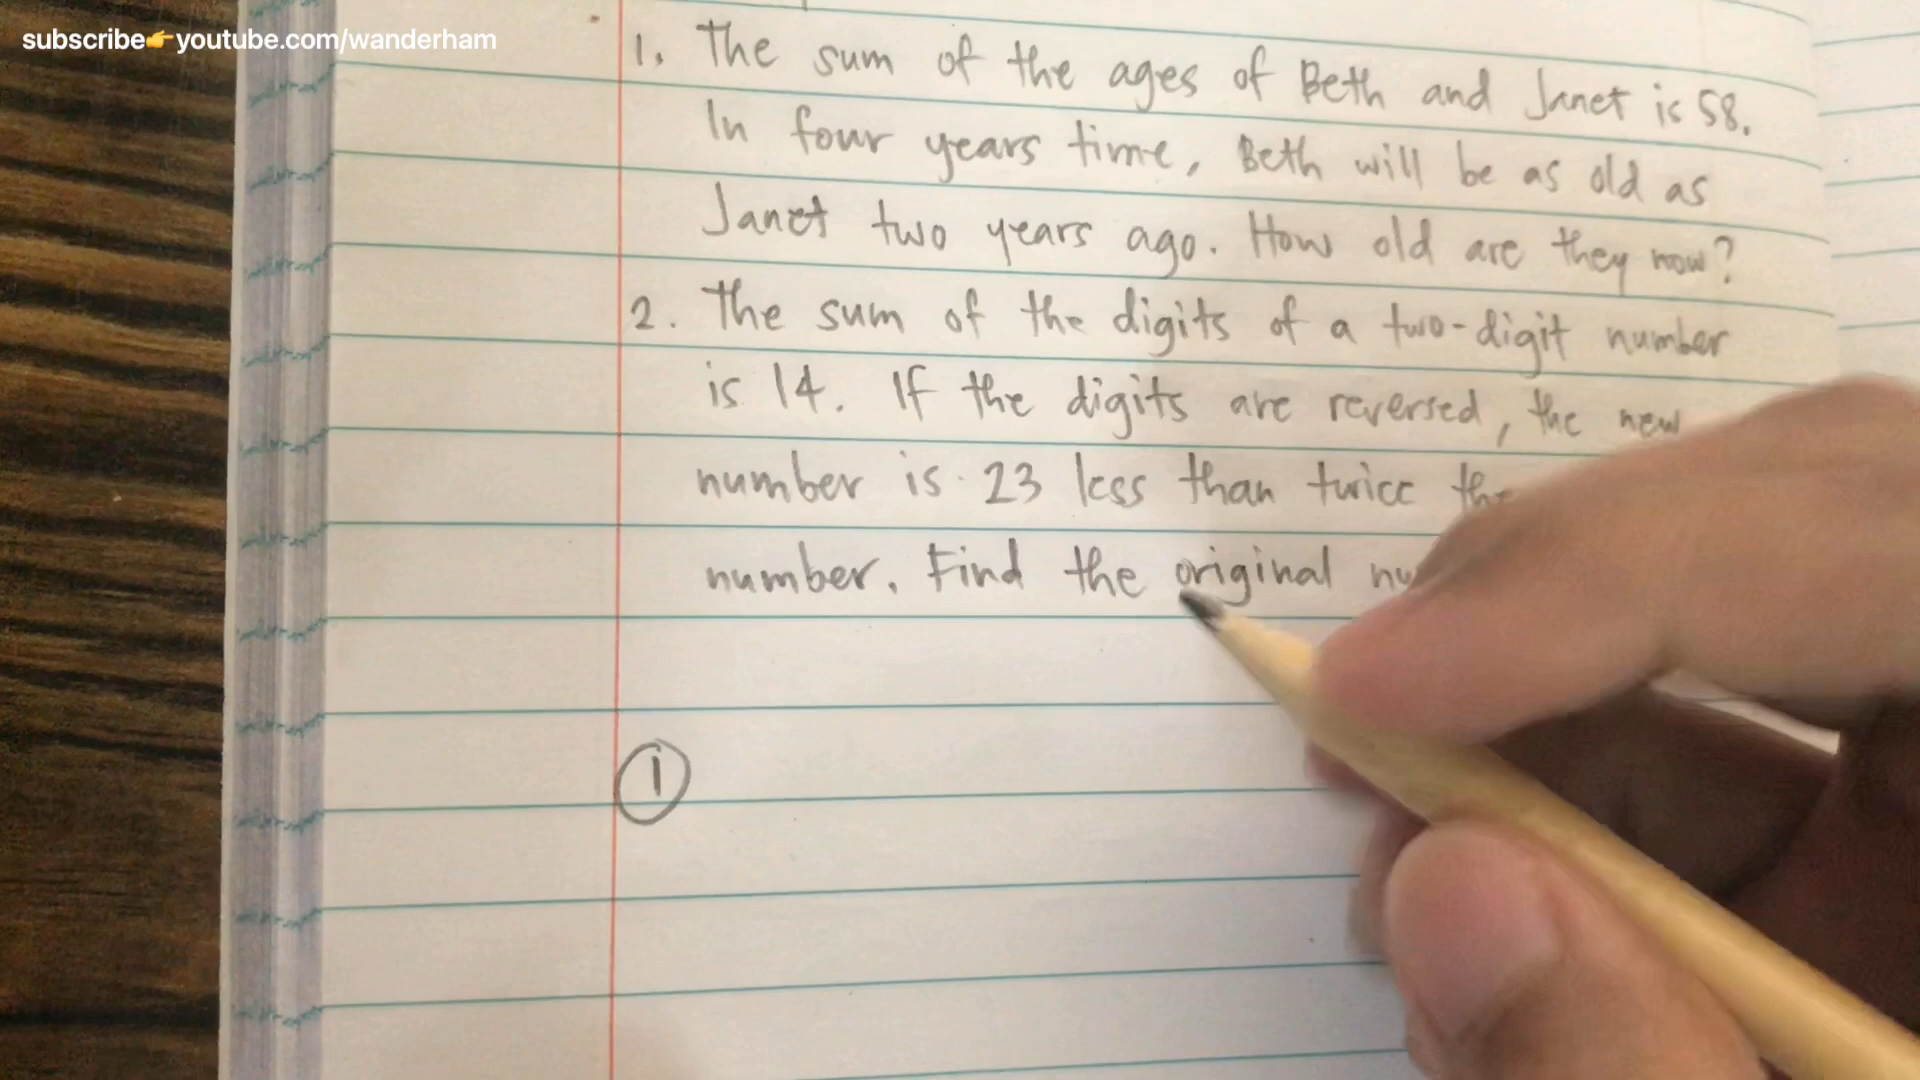 subscribe👉youtube.com/wanderham
1. The sum of the ages of Beth and Janet is 58.
In four years time, Beth will be as old as
Janet two years ago. How old are they now?
2. The sum of the digits of a two-digit number
is 14. If the digits are reversed, the new
number is 23 less than twice
number. Find the original
1